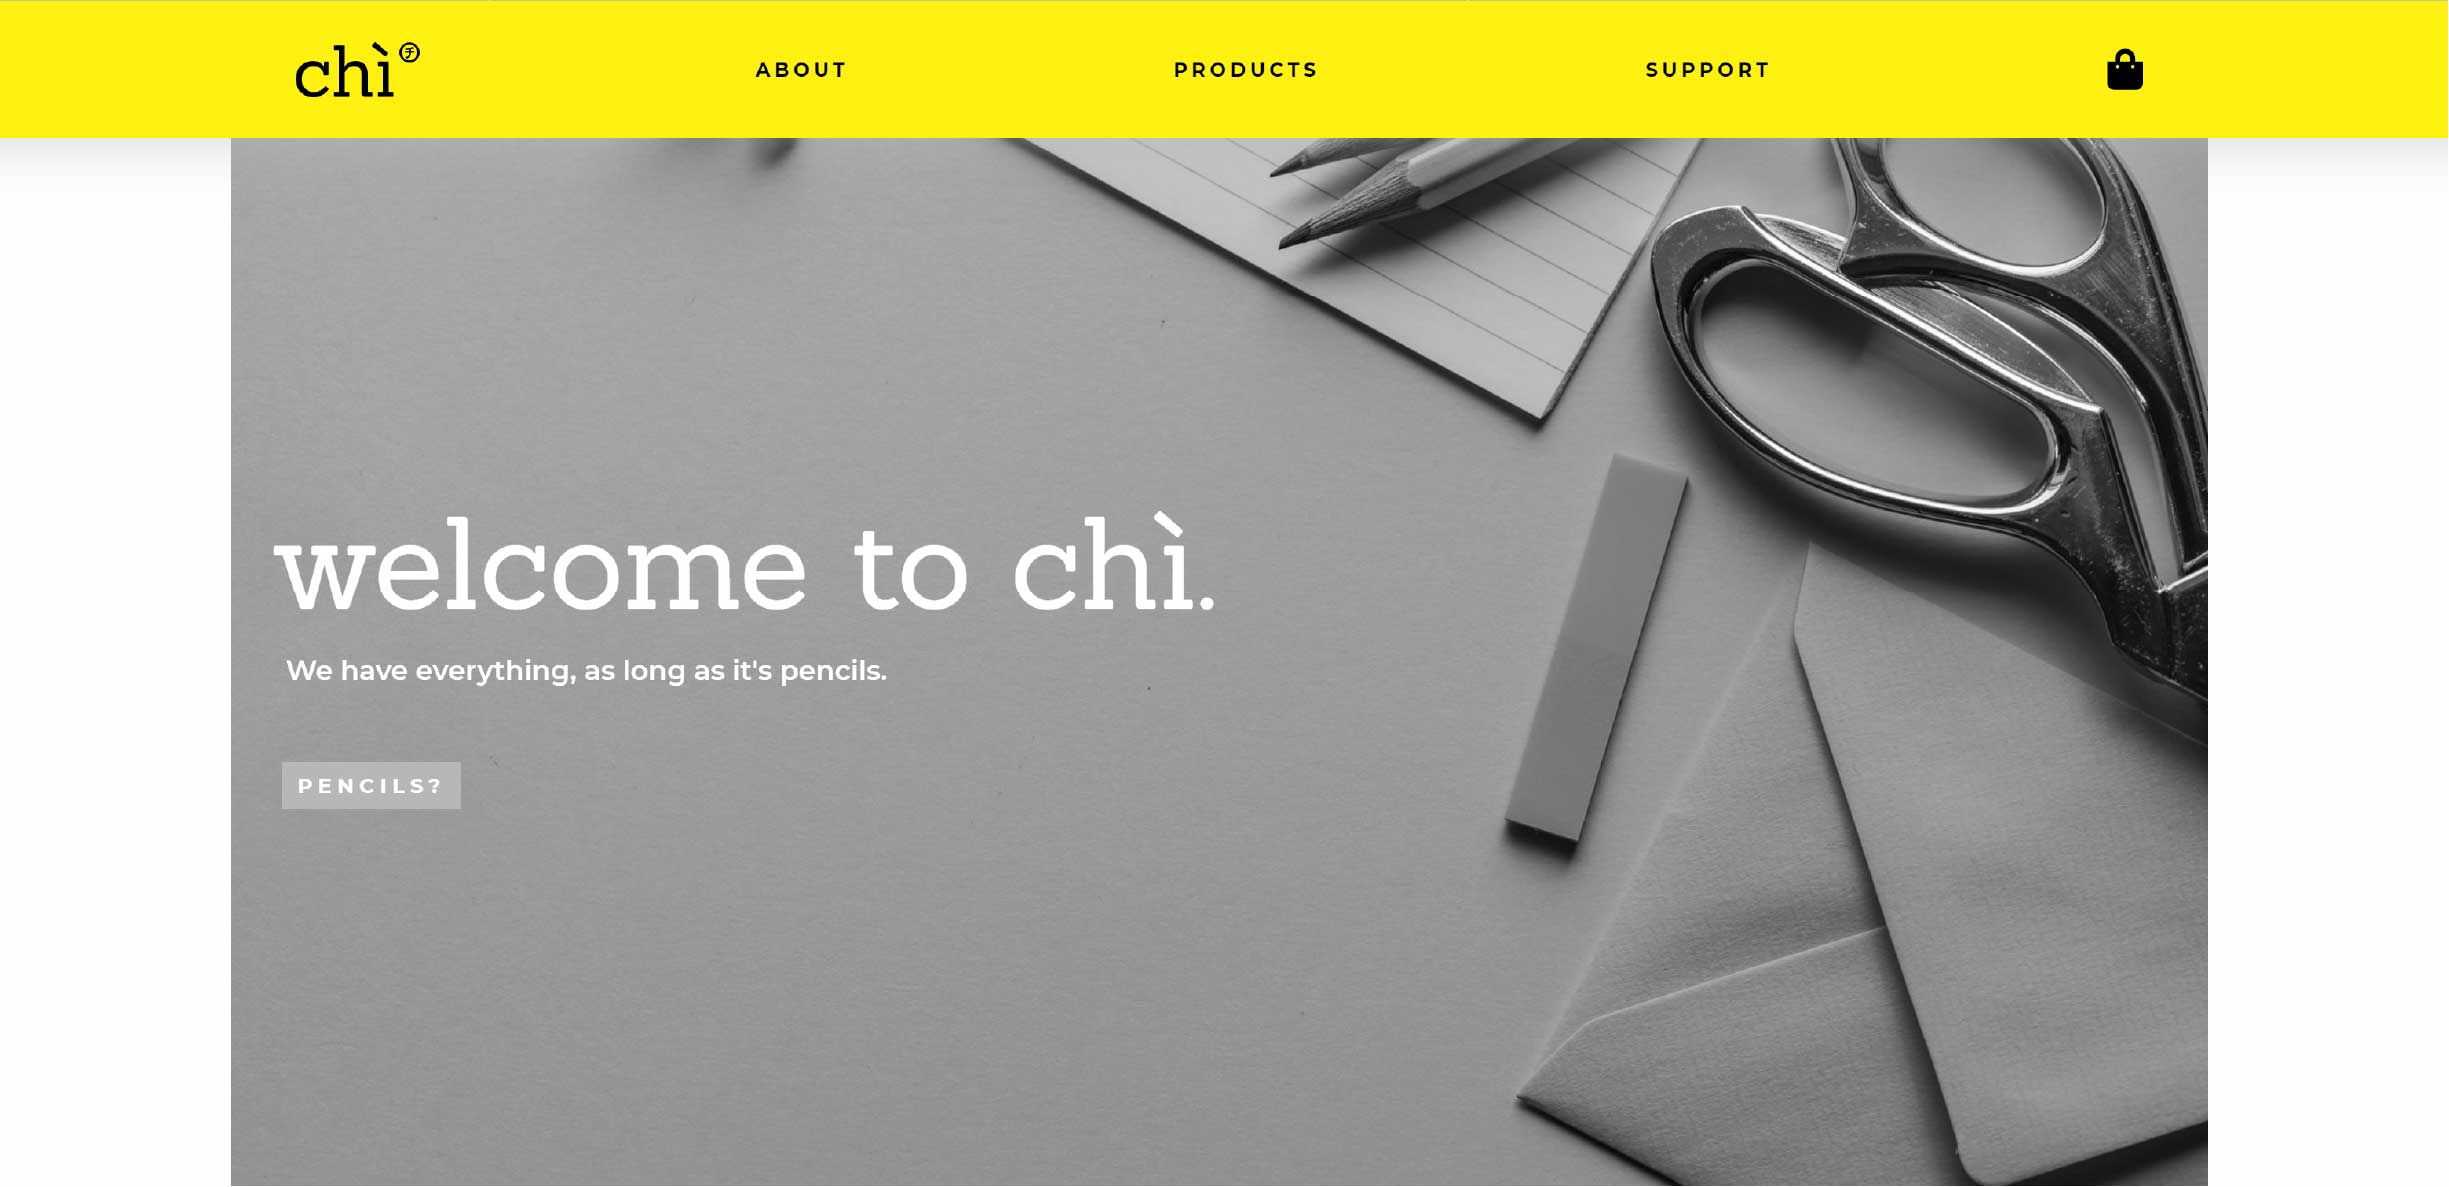 chì ㋠
ABOUT
PRODUCTS
SUPPORT
welcome to chì.
We have everything, as long as it's pencils.
PENCILS?